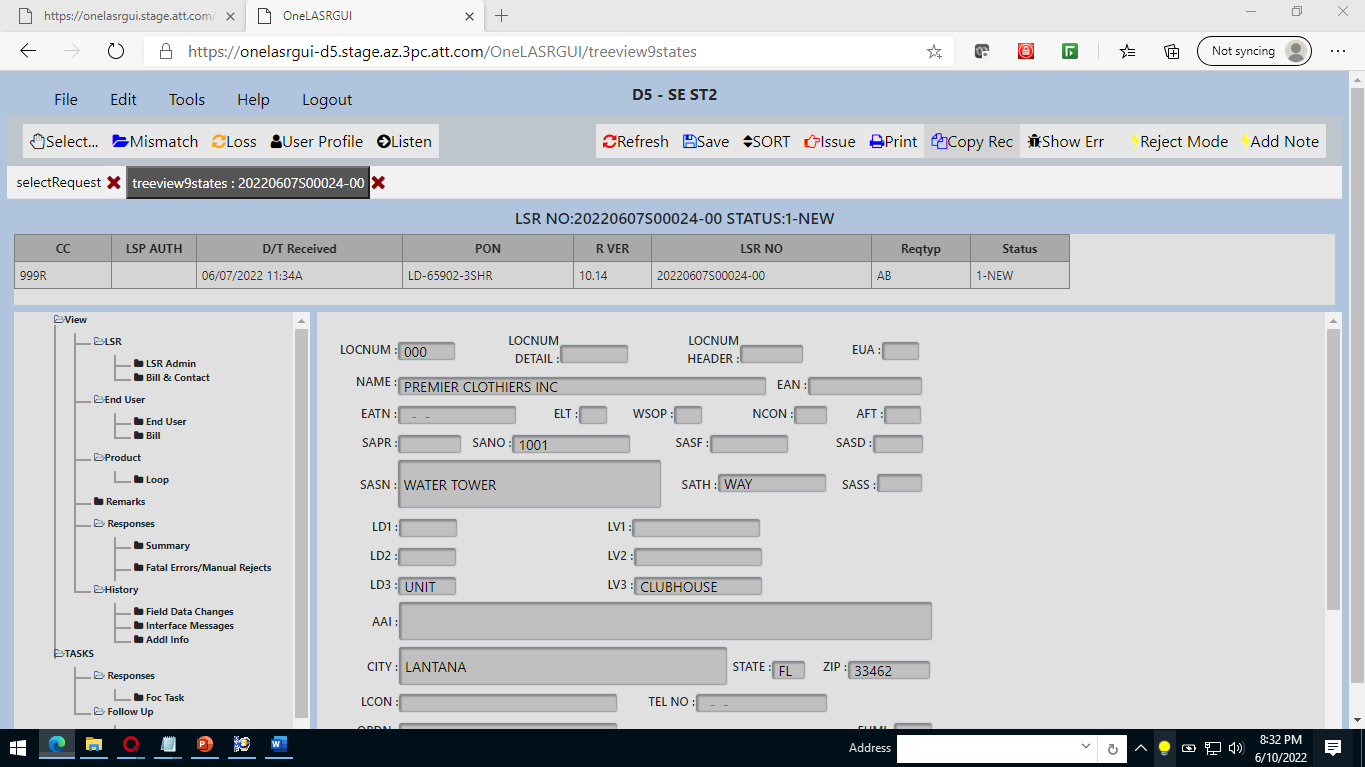 https://onelasrgui.stage.att.com/
OneLASRGUI
https://onelasrgui-d5.stage.az.3pc.att.com/OneLASRGUI/treeview9states
Not syncing
File Edit Tools Help Logout
D5 - SE ST2
Select... Mismatch Loss User Profile Listen
Refresh Save SORT Issue Print Copy Rec Show Err Reject Mode Add Note
selectRequest treeview9states : 20220607S00024-00
LSR NO:20220607S00024-00 STATUS:1-NEW
CC LSP AUTH D/T Received PON R VER LSR NO Reqtyp Status
999R 06/07/2022 11:34A LD-65902-3SHR 10.14 20220607S00024-00 AB 1-NEW
View
LSR
LSR Admin
Bill & Contact
End User
End User
Bill
Product
Loop
Remarks
Responses
Summary
Fatal Errors/Manual Rejects
History
Field Data Changes
Interface Messages
Addl Info
TASKS
Responses
Foc Task
Follow Up
LOCNUM : 000 LOCNUM DETAIL : LOCNUM HEADER : EUA :
NAME : PREMIER CLOTHIERS INC EAN :
EATN : - - ELT : WSOP : NCON : AFT :
SAPR : SANO : 1001 SASF : SASD :
SASN : WATER TOWER SATH : WAY SASS :
LD1 : LV1 :
LD2 : LV2 :
LD3 : UNIT LV3 : CLUBHOUSE
AAI :
CITY : LANTANA STATE : FL ZIP : 33462
LCON : TEL NO : - -
Address
8:32 PM
6/10/2022